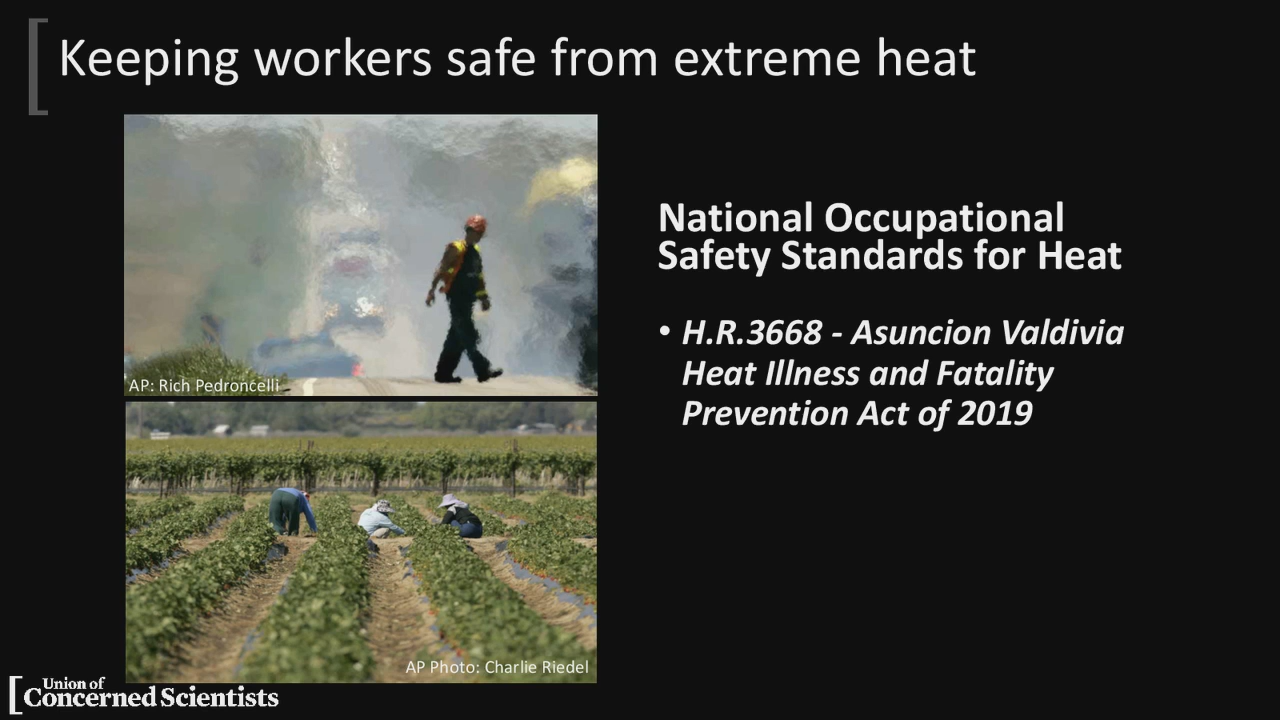 Keeping workers safe from extreme heat
AP: Rich Pedroncelli
National Occupational
Safety Standards for Heat
• H.R.3668 - Asuncion Valdivia
Heat Illness and Fatality
Prevention Act of 2019
AP Photo: Charlie Riedel
Union of
Concerned Scientists